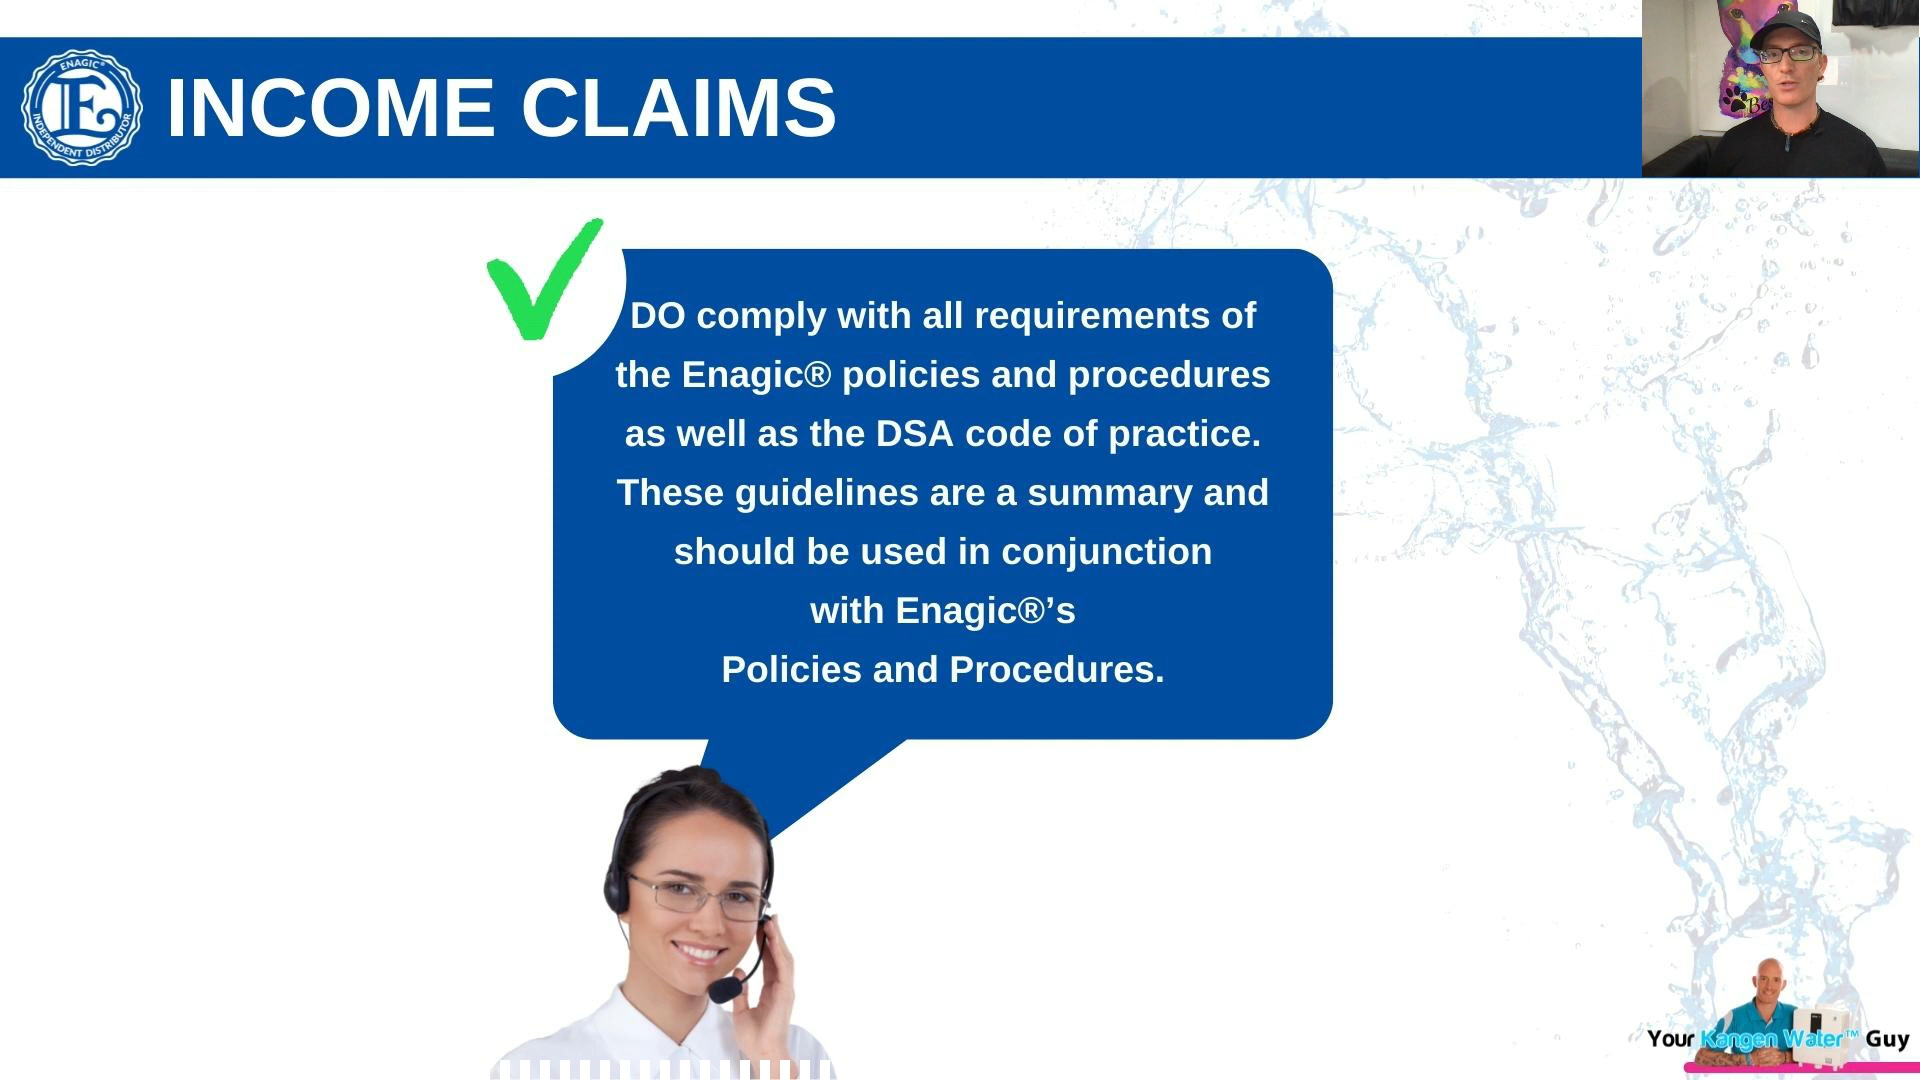 ENAGIC®
E
INDEPENDENT DISTRIBUTOR
INCOME CLAIMS
Bes
DO comply with all requirements of
the Enagic® policies and procedures
as well as the DSA code of practice.
These guidelines are a summary and
should be used in conjunction
with Enagic®’s
Policies and Procedures.
Your Kangen Water™ Guy